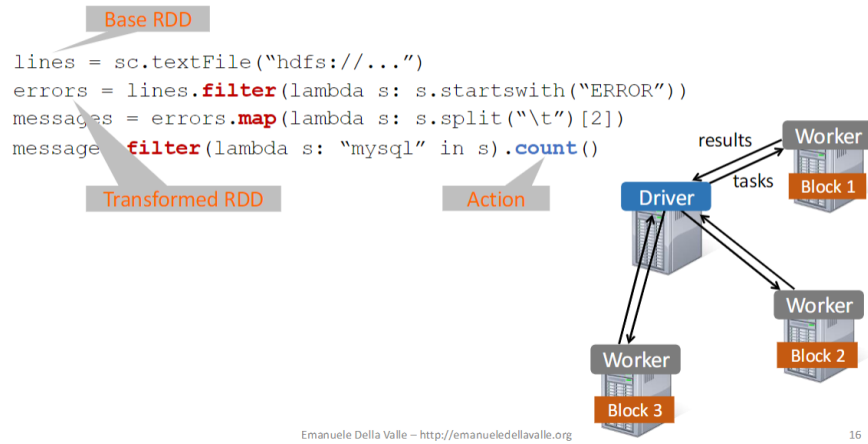 Base RDD
lines = sc.textFile(“hdfs://...”)
errors = lines.filter(lambda s: s.startswith(“ERROR”))
messages = errors.map(lambda s: s.split(“\t”)[2])
message filter(lambda s: “mysql” in s).count()
Transformed RDD
Action
results
tasks
Driver
Worker
Block 1
Worker
Block 2
Worker
Block 3
Emanuele Della Valle – http://emanueledellavalle.org
16